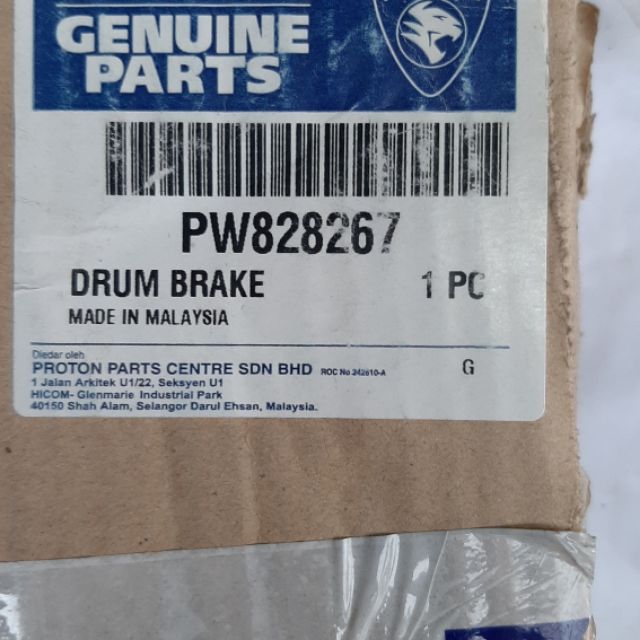 GENUINE
PARTS
PW828267
DRUM BRAKE 1 PC
MADE IN MALAYSIA
Diedar oleh
PROTON PARTS CENTRE SDN BHD ROC No 242610-A G
1 Jalan Arkitek U1/22, Seksyen U1
HICOM- Glenmarie Industrial Park
40150 Shah Alam, Selangor Darul Ehsan, Malaysia.